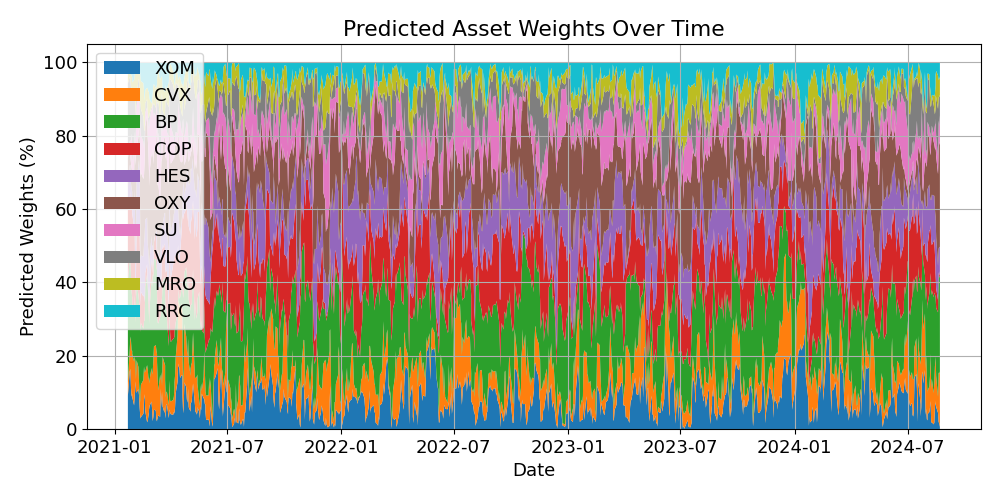 Predicted Asset Weights Over Time
Predicted Weights (%)
100
80
60
40
20
0
XOM
CVX
BP
COP
HES
OXY
SU
VLO
MRO
RRC
2021-01 2021-07 2022-01 2022-07 2023-01 2023-07 2024-01 2024-07
Date